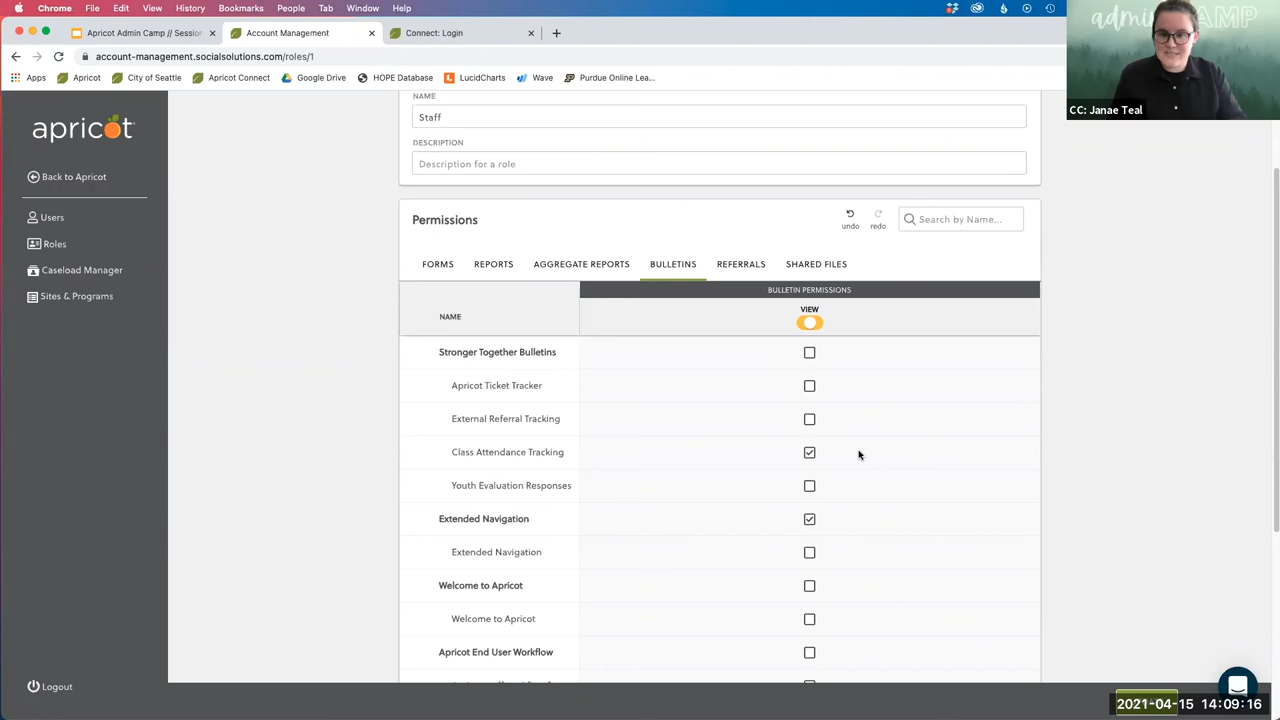 Chrome File Edit View History Bookmarks People Tab Window Help
Apricot Admin Camp // Session
Account Management
Connect: Login
account-management.socialsolutions.com/roles/1
Apps Apricot City of Seattle Apricot Connect Google Drive HOPE Database LucidCharts Wave Purdue Online Lea...
CAMP
CC: Janae Teal
apricot
Back to Apricot
Users
Roles
Caseload Manager
Sites & Programs
Logout
NAME
Staff
DESCRIPTION
Description for a role
Permissions
undo redo
Search by Name...
FORMS REPORTS AGGREGATE REPORTS BULLETINS REFERRALS SHARED FILES
BULLETIN PERMISSIONS
NAME
VIEW
Stronger Together Bulletins
Apricot Ticket Tracker
External Referral Tracking
Class Attendance Tracking
Youth Evaluation Responses
Extended Navigation
Extended Navigation
Welcome to Apricot
Welcome to Apricot
Apricot End User Workflow
2021-04-15 14:09:16